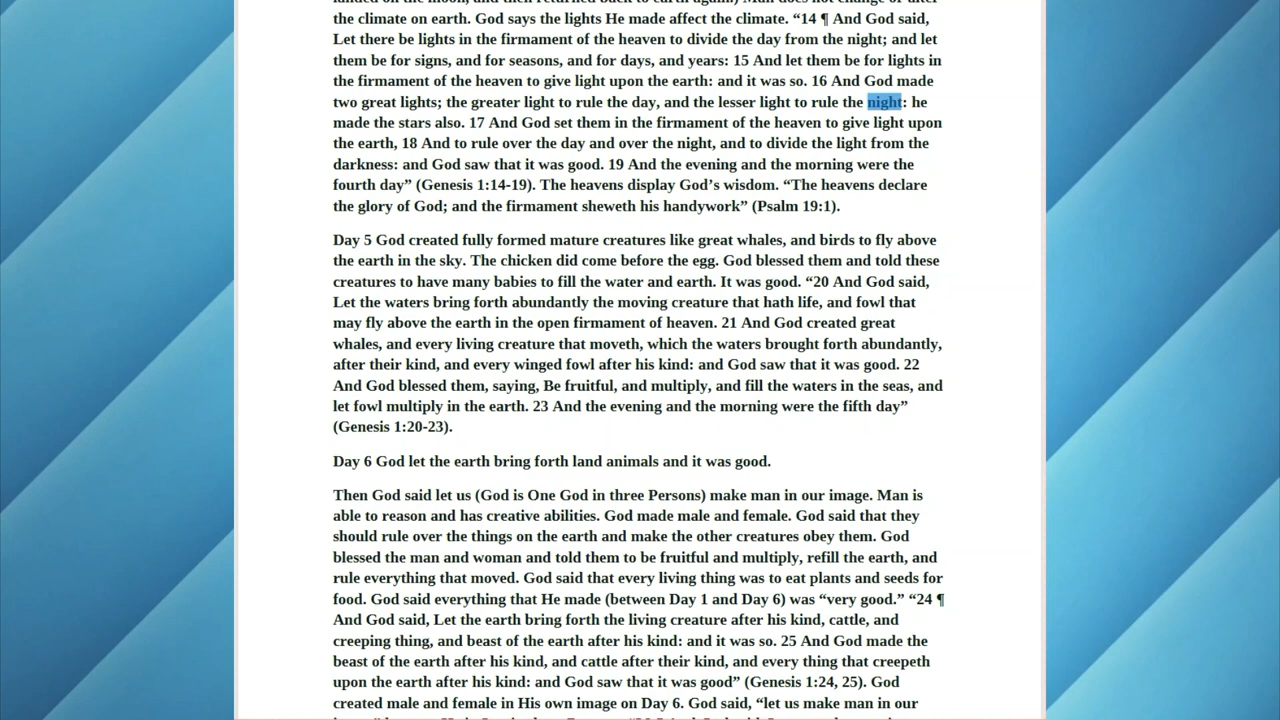 the climate on earth. God says the lights He made affect the climate. “14 ¶ And God said,
Let there be lights in the firmament of the heaven to divide the day from the night; and let
them be for signs, and for seasons, and for days, and years: 15 And let them be for lights in
the firmament of the heaven to give light upon the earth: and it was so. 16 And God made
two great lights; the greater light to rule the day, and the lesser light to rule the night: he
made the stars also. 17 And God set them in the firmament of the heaven to give light upon
the earth, 18 And to rule over the day and over the night, and to divide the light from the
darkness: and God saw that it was good. 19 And the evening and the morning were the
fourth day” (Genesis 1:14-19). The heavens display God’s wisdom. “The heavens declare
the glory of God; and the firmament sheweth his handywork” (Psalm 19:1).
Day 5 God created fully formed mature creatures like great whales, and birds to fly above
the earth in the sky. The chicken did come before the egg. God blessed them and told these
creatures to have many babies to fill the water and earth. It was good. “20 And God said,
Let the waters bring forth abundantly the moving creature that hath life, and fowl that
may fly above the earth in the open firmament of heaven. 21 And God created great
whales, and every living creature that moveth, which the waters brought forth abundantly,
after their kind, and every winged fowl after his kind: and God saw that it was good. 22
And God blessed them, saying, Be fruitful, and multiply, and fill the waters in the seas, and
let fowl multiply in the earth. 23 And the evening and the morning were the fifth day”
(Genesis 1:20-23).
Day 6 God let the earth bring forth land animals and it was good.
Then God said let us (God is One God in three Persons) make man in our image. Man is
able to reason and has creative abilities. God made male and female. God said that they
should rule over the things on the earth and make the other creatures obey them. God
blessed the man and woman and told them to be fruitful and multiply, refill the earth, and
rule everything that moved. God said that every living thing was to eat plants and seeds for
food. God said everything that He made (between Day 1 and Day 6) was “very good.” “24 ¶
And God said, Let the earth bring forth the living creature after his kind, cattle, and
creeping thing, and beast of the earth after his kind: and it was so. 25 And God made the
beast of the earth after his kind, and cattle after their kind, and every thing that creepeth
upon the earth after his kind: and God saw that it was good” (Genesis 1:24, 25). God
created male and female in His own image on Day 6. God said, “let us make man in our